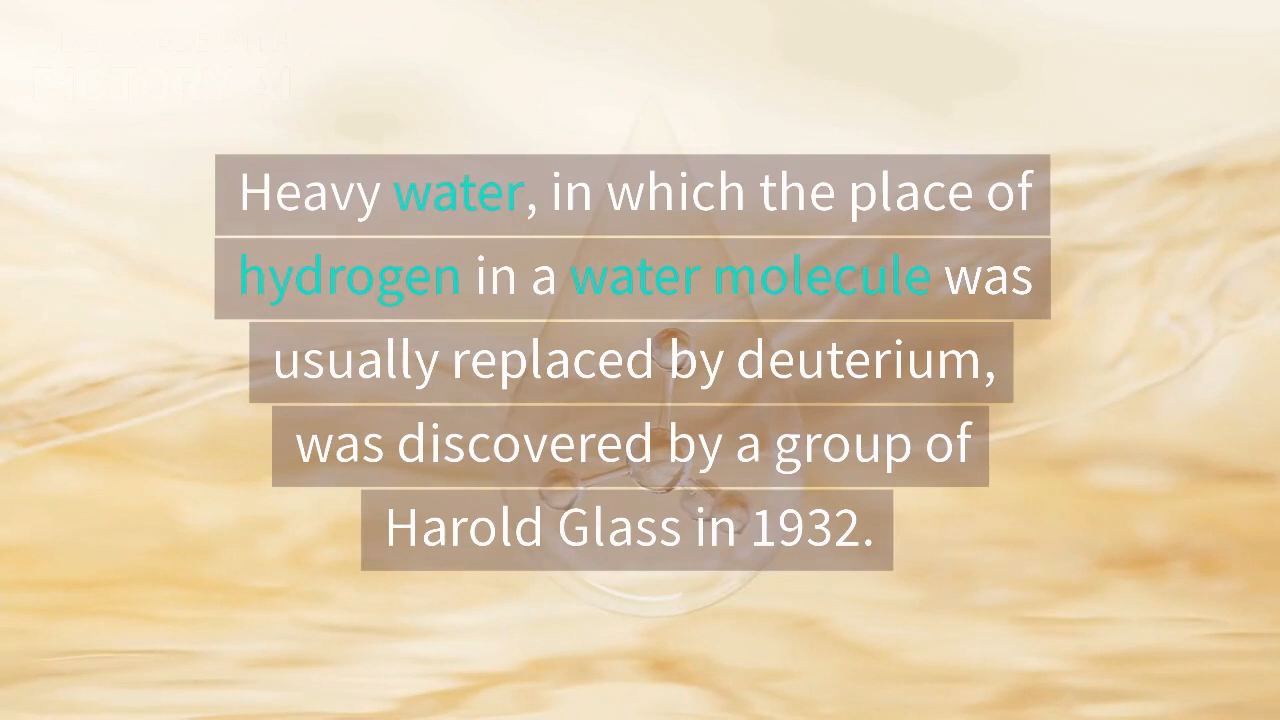 Heavy water, in which the place of
hydrogen in a water molecule was
usually replaced by deuterium,
was discovered by a group of
Harold Glass in 1932.